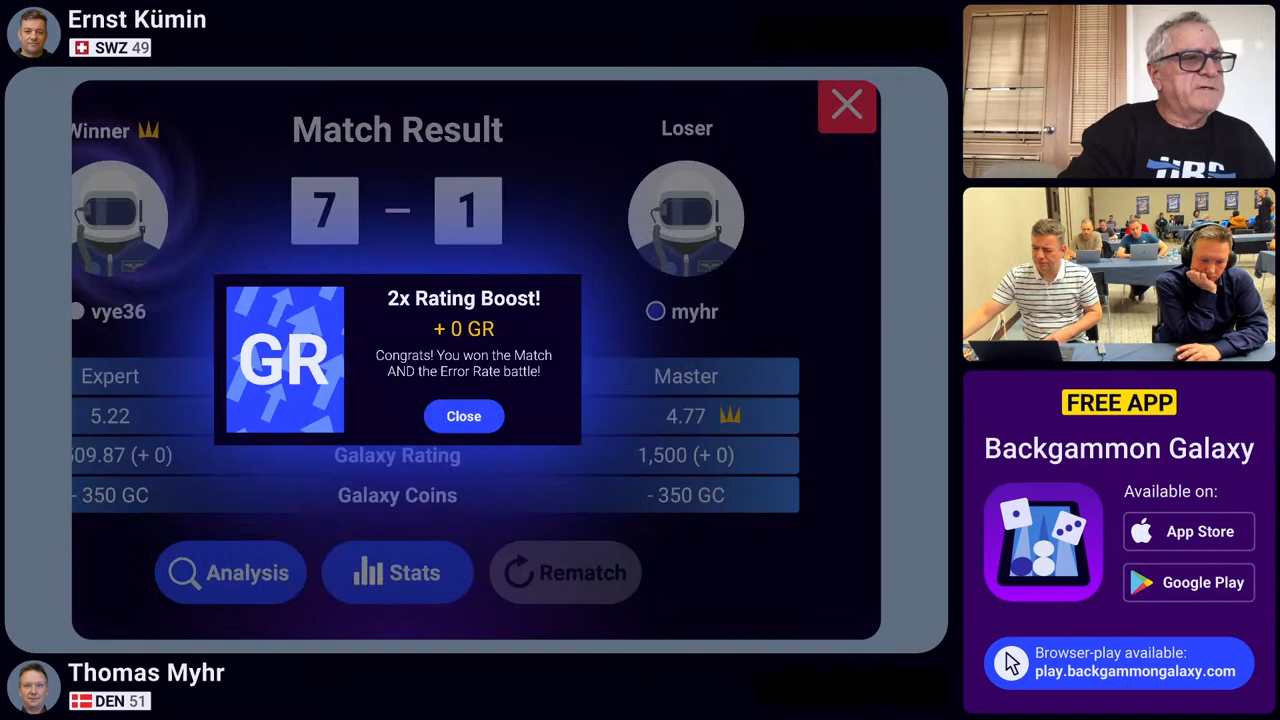 Ernst Kümin
SWZ 49
Winner
Match Result
Loser
7 – 1
vye36
myhr
2x Rating Boost!
+ 0 GR
GR
Congrats! You won the Match
AND the Error Rate battle!
Close
Expert
Master
5.22
4.77
509.87 (+ 0)
Galaxy Rating
1,500 (+ 0)
- 350 GC
Galaxy Coins
- 350 GC
Analysis
Stats
Rematch
Thomas Myhr
DEN 51
UBC
FREE APP
Backgammon Galaxy
Available on:
App Store
Google Play
Browser-play available:
play.backgammongalaxy.com